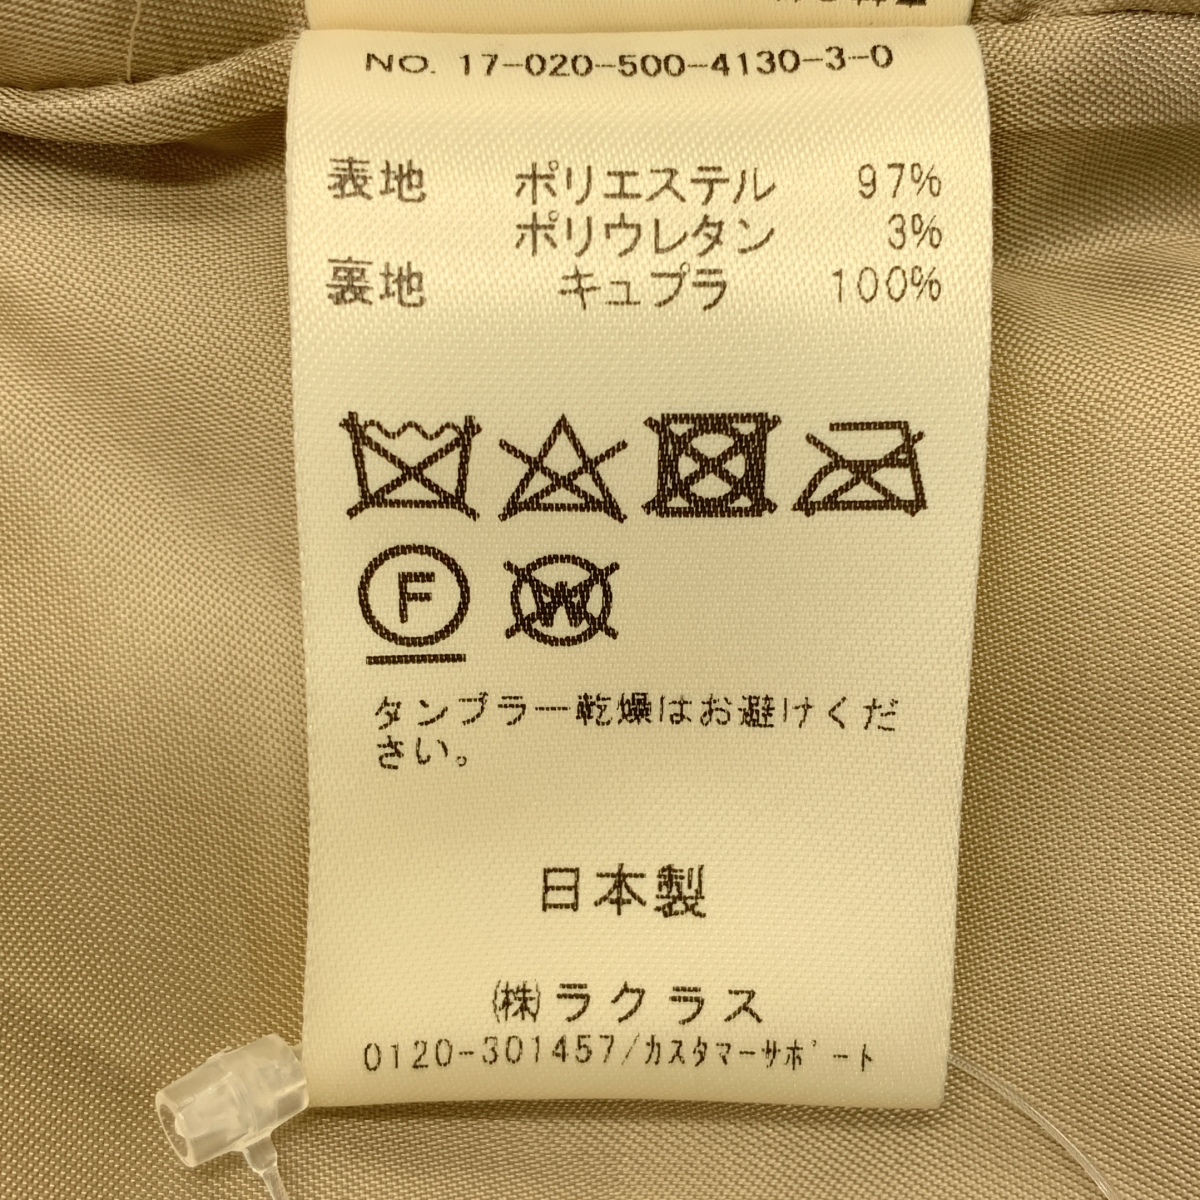 NO. 17-020-500-4130-3-0
表地 ポリエステル 97%
ポリウレタン 3%
裏地 キュプラ 100%
F W
タンブラー乾燥はお避けくだ
さい。
日本製
㈱ラクラス
0120-301457/ｶｽﾀﾏｰｻﾎﾟｰﾄ